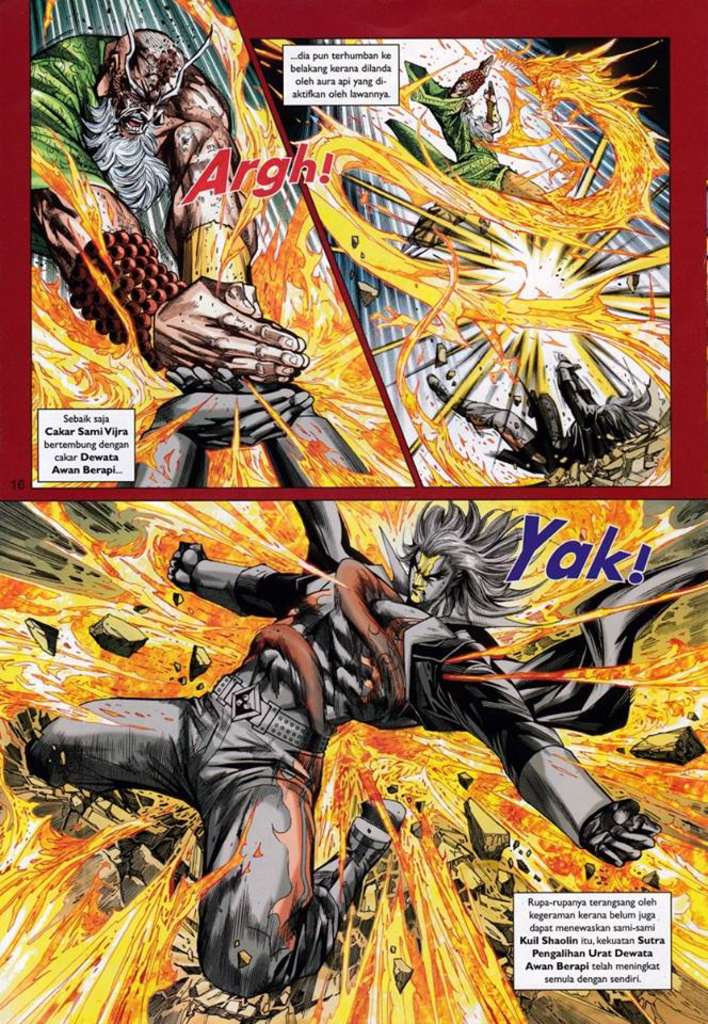 Argh!
Sebaik saja
Cakar Sami Vijra
bertembung dengan
cakar Dewata
Awan Berapi...
...dia pun terhumban ke
belakang kerana dilanda
oleh aura api yang di-
aktifkan oleh lawannya.
16
Yak!
Rupa-rupanya terangsang oleh
kegeraman kerana belum juga
dapat menewaskan sami-sami
Kuil Shaolin itu, kekuatan Sutra
Pengalihan Urat Dewata
Awan Berapi telah meningkat
semula dengan sendiri.